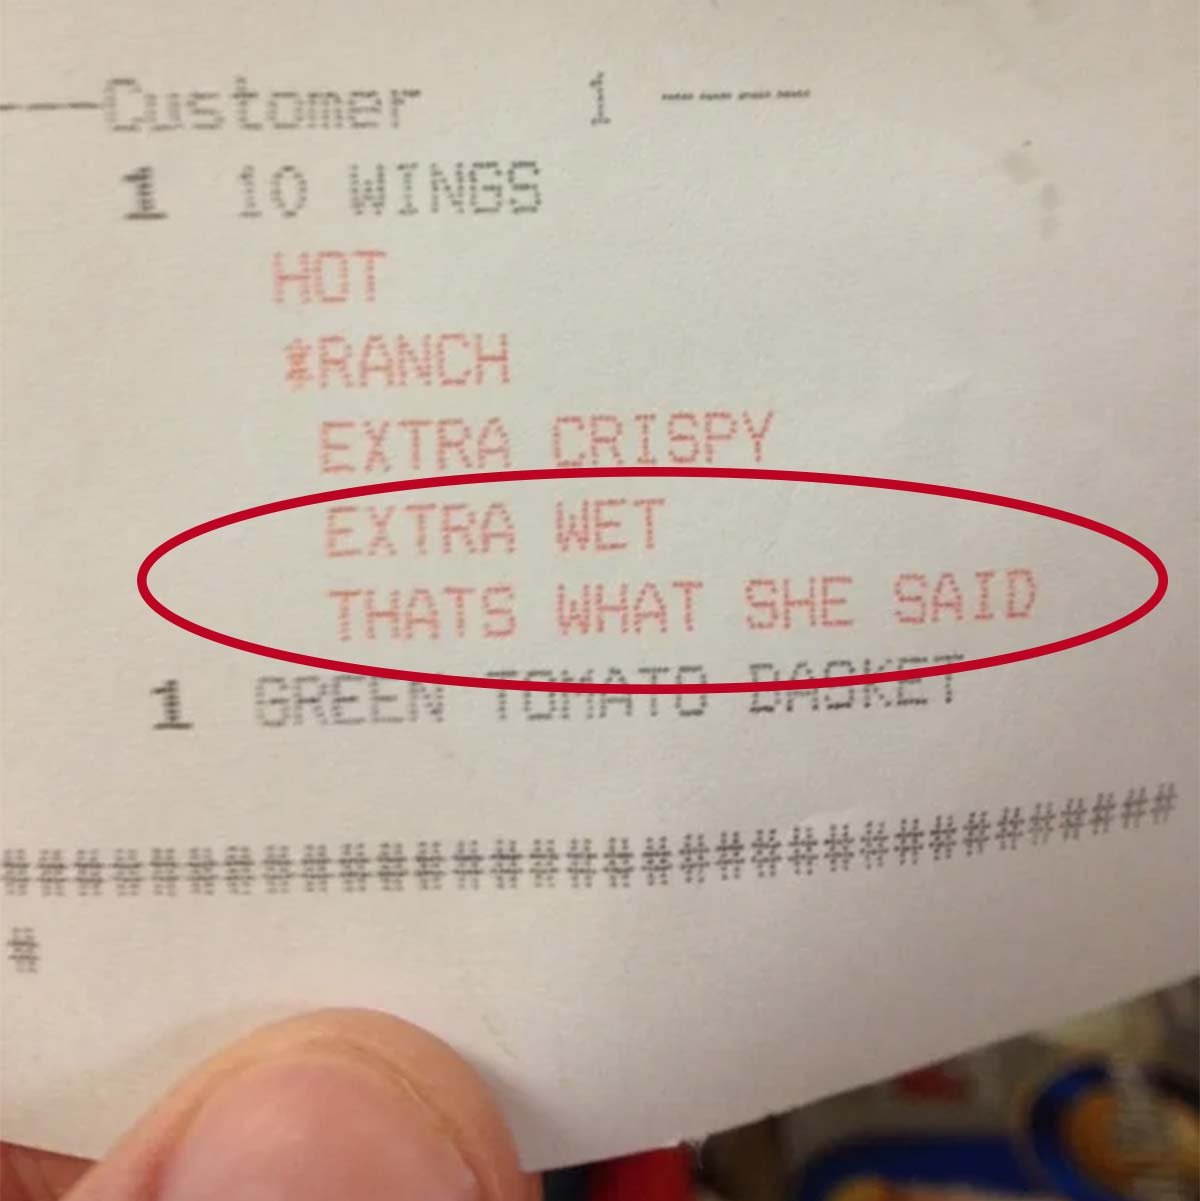 ---Customer 1 ----
1 10 WINGS
HOT
*RANCH
EXTRA CRISPY
EXTRA WET
THATS WHAT SHE SAID
1 GREEN TOMATO BASKET
################################
#